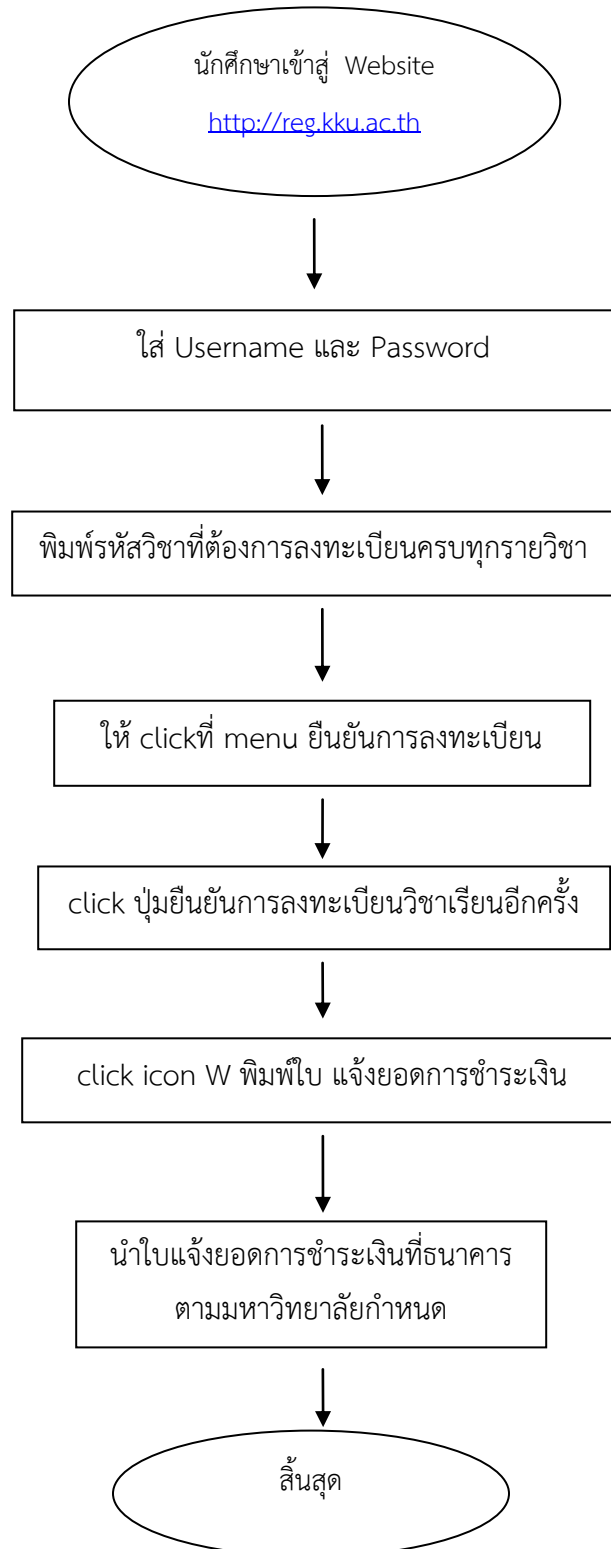 นักศึกษาเข้าสู่ Website
http://reg.kku.ac.th
ใส่ Username และ Password
พิมพ์รหัสวิชาที่ต้องการลงทะเบียนครบทุกรายวิชา
ให้ clickที่ menu ยืนยันการลงทะเบียน
click ปุ่มยืนยันการลงทะเบียนวิชาเรียนอีกครั้ง
click icon W พิมพ์ใบ แจ้งยอดการชำระเงิน
นำใบแจ้งยอดการชำระเงินที่ธนาคาร
ตามมหาวิทยาลัยกำหนด
สิ้นสุด